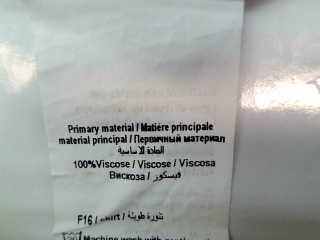 Primary material / Matière principale
material principal / Первичный материал
المادة الاساسية
100%Viscose / Viscose / Viscosa
Вискоза / فيسكوز
F16 / Skirt / تنورة طويلة
Machine wash with